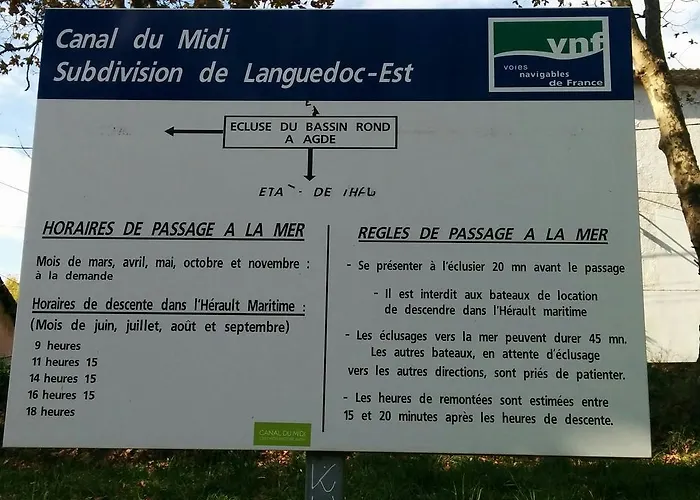 Canal du Midi
Subdivision de Languedoc-Est
vnf
voies
navigables
de France
ECLUSE DU BASSIN ROND
A AGDE
DE
HORAIRES DE PASSAGE A LA MER
Mois de mars, avril, mai, octobre et novembre :
à la demande
Horaires de descente dans l'Hérault Maritime :
(Mois de juin, juillet, août et septembre)
9 heures
11 heures 15
14 heures 15
16 heures 15
18 heures
CANAL DU MIDI
REGLES DE PASSAGE A LA MER
- Se présenter à l'éclusier 20 mn avant le passage
- Il est interdit aux bateaux de location
de descendre dans l'Hérault maritime
- Les éclusages vers la mer peuvent durer 45 mn.
Les autres bateaux, en attente d'éclusage
vers les autres directions, sont priés de patienter.
- Les heures de remontées sont estimées entre
15 et 20 minutes après les heures de descente.